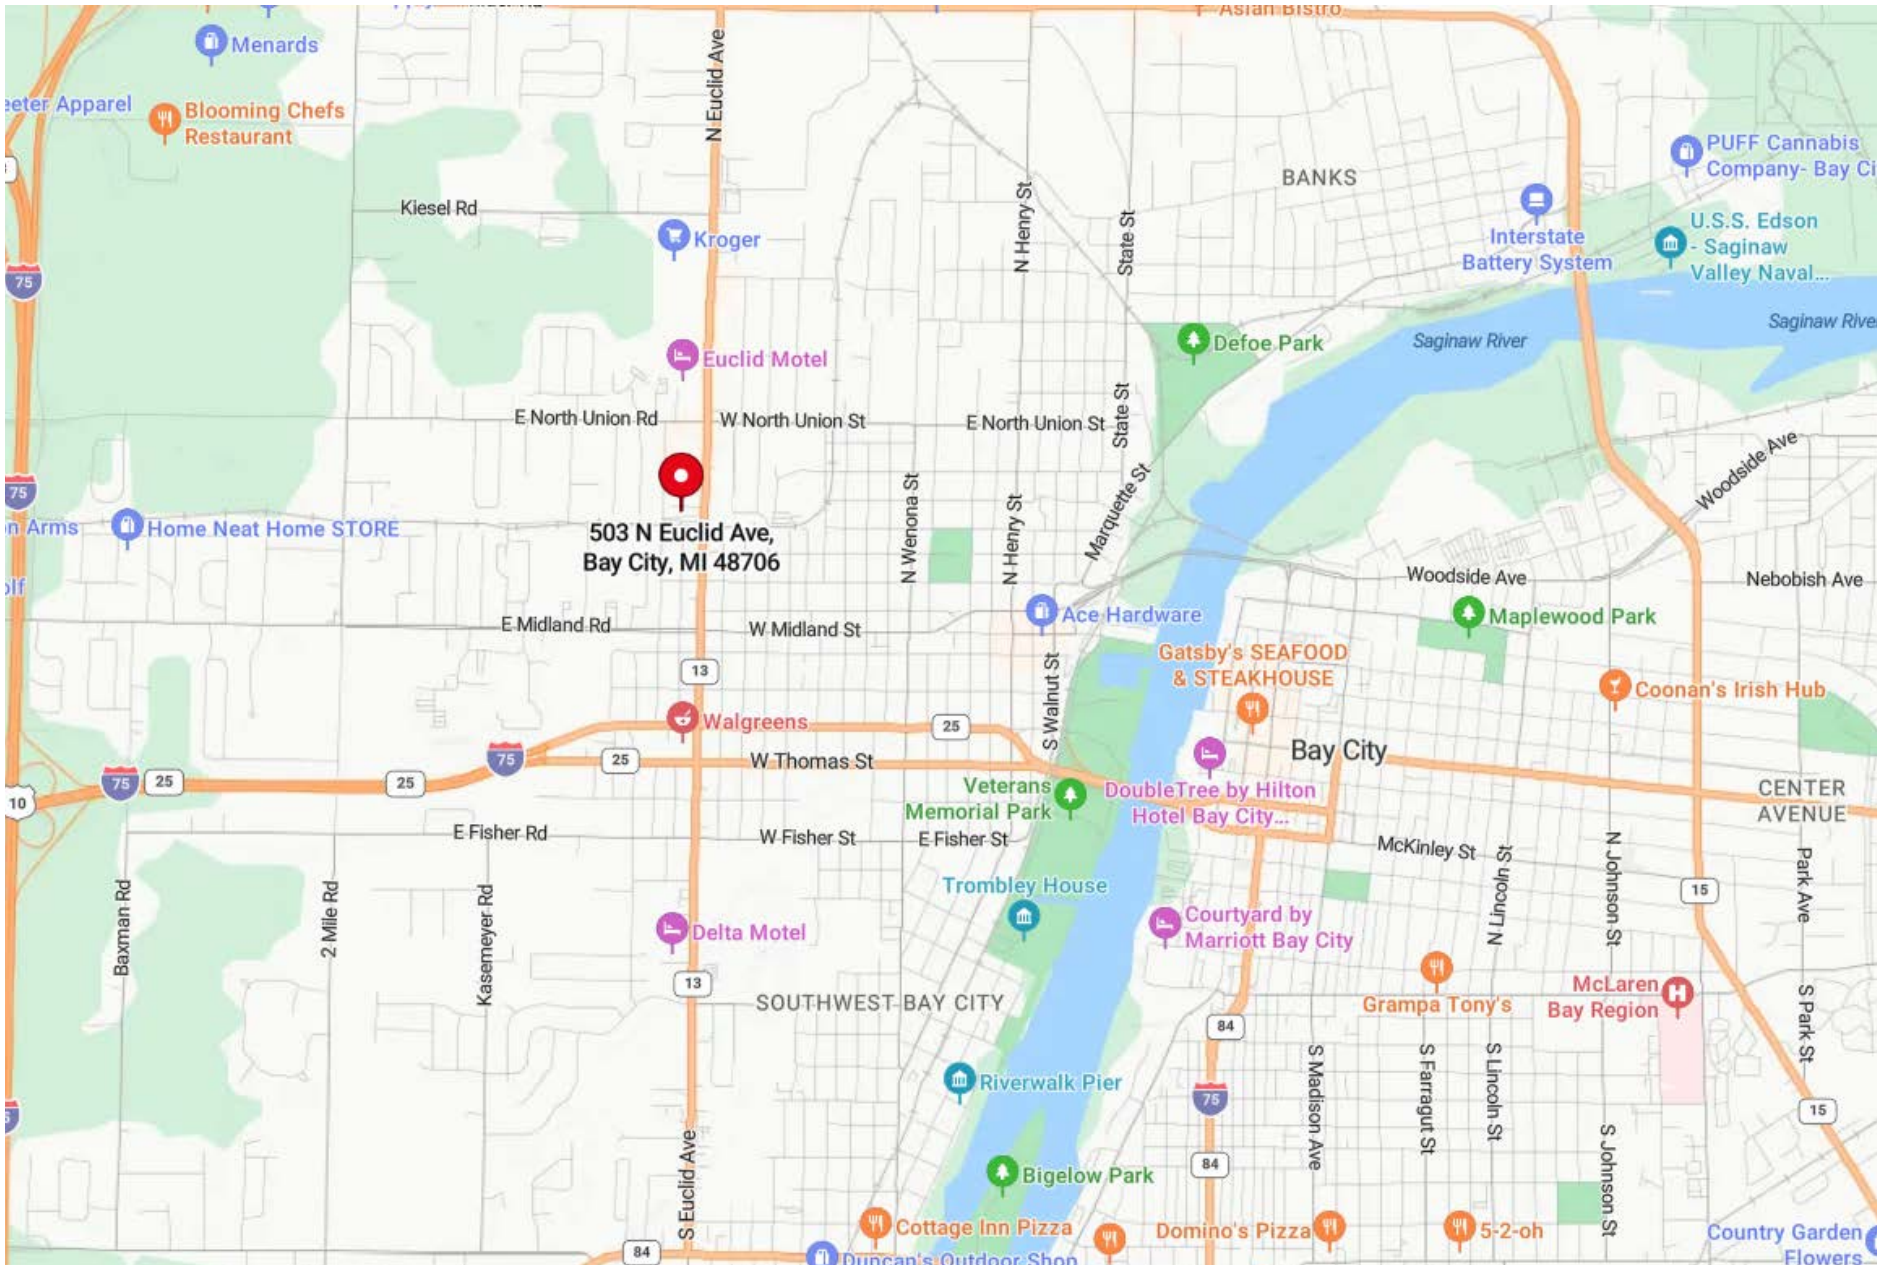 Asian Bistro
Menards
eeter Apparel
Blooming Chefs
Restaurant
N Euclid Ave
PUFF Cannabis
Company- Bay Ci
BANKS
Kiesel Rd
Kroger
N Henry St
State St
Interstate
Battery System
U.S.S. Edson
- Saginaw
Valley Naval...
75
Saginaw River
Saginaw Rive
Defoe Park
Euclid Motel
E North Union Rd
W North Union St
E North Union St
State St
Woodside Ave
75
n Arms
Home Neat Home STORE
503 N Euclid Ave,
Bay City, MI 48706
N Wenona St
N Henry St
Marquette St
olf
Woodside Ave
Nebobish Ave
E Midland Rd
W Midland St
Ace Hardware
Maplewood Park
Gatsby's SEAFOOD
& STEAKHOUSE
13
S Walnut St
Coonan's Irish Hub
Walgreens
25
75
25
W Thomas St
Bay City
75
25
25
10
Veterans
Memorial Park
DoubleTree by Hilton
Hotel Bay City...
CENTER
AVENUE
E Fisher Rd
W Fisher St
E Fisher St
McKinley St
N Lincoln St
N Johnson St
Park Ave
15
Trombley House
Baxman Rd
2 Mile Rd
Kasemeyer Rd
Delta Motel
Courtyard by
Marriott Bay City
13
SOUTHWEST BAY CITY
Grampa Tony's
McLaren
Bay Region
84
S Park St
Riverwalk Pier
75
S Madison Ave
S Farragut St
S Lincoln St
15
S Euclid Ave
84
S Johnson St
Bigelow Park
Cottage Inn Pizza
Domino's Pizza
5-2-oh
Country Garden
Flowers
84
Duncan's Outdoor Shop